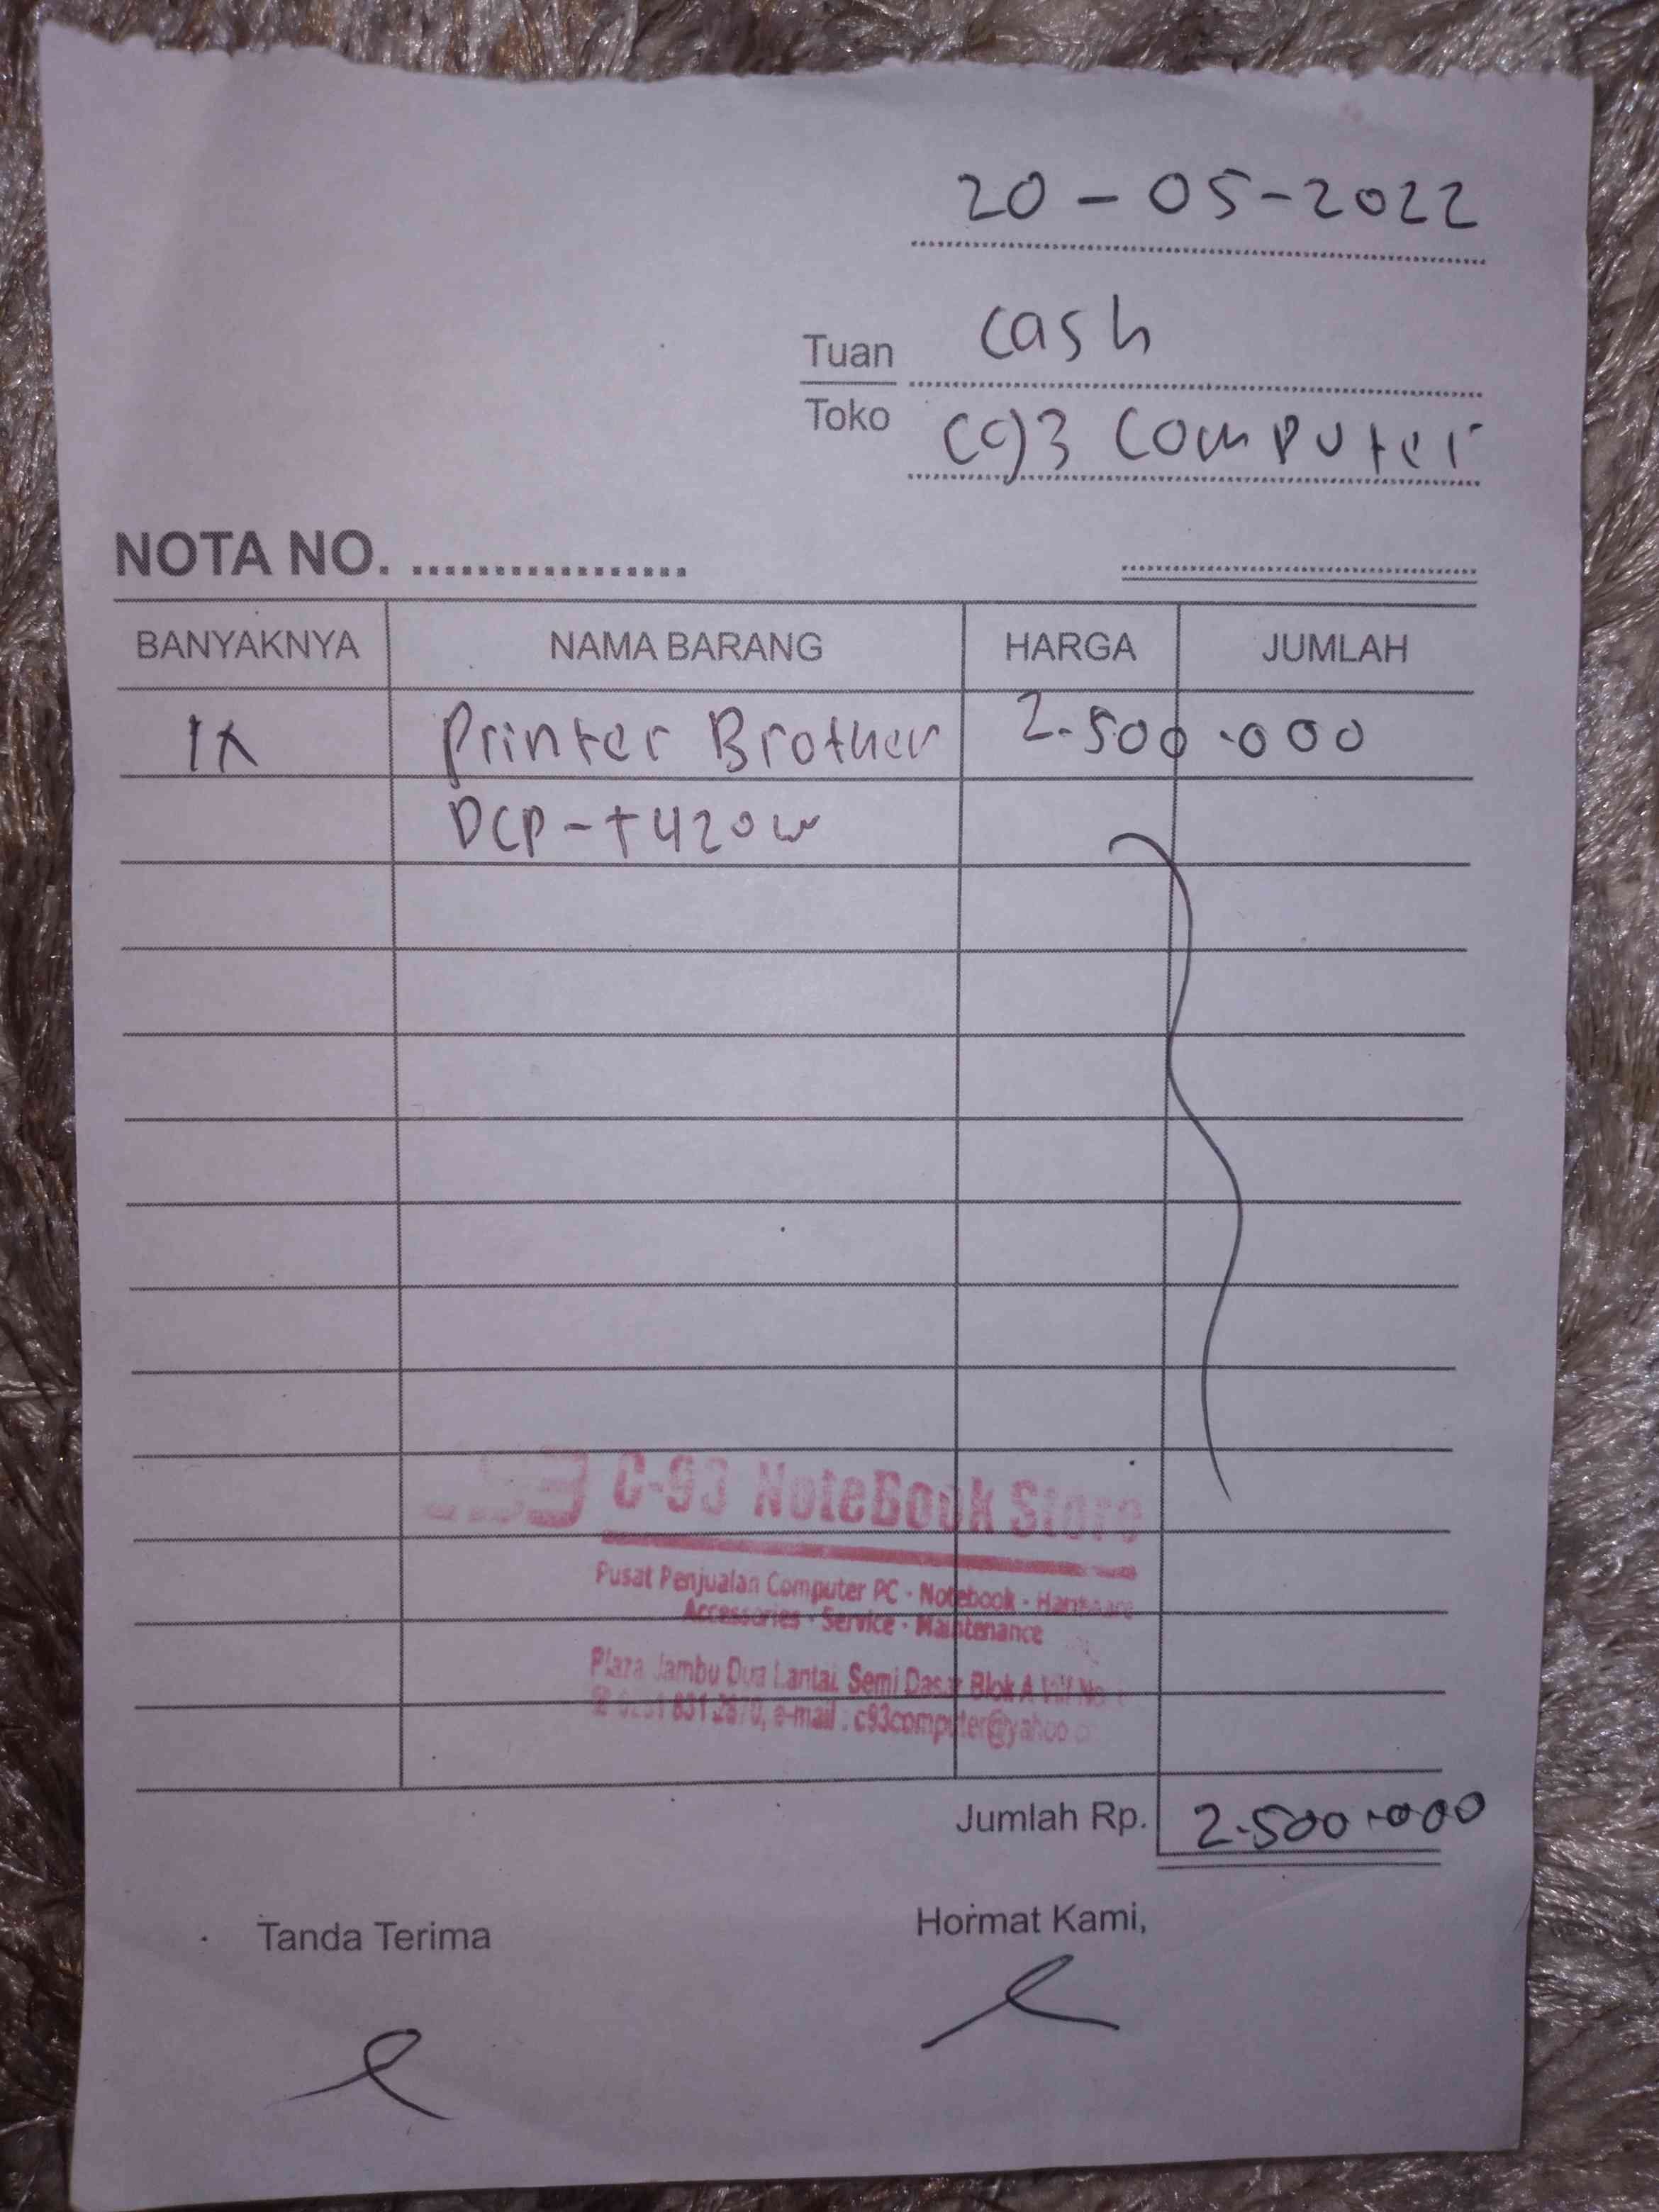 20-05-2022
Tuan cash
Toko C93 Computer
NOTA NO. .................
BANYAKNYA NAMA BARANG HARGA JUMLAH
1x Printer Brother 2.500.000
DCP-T420w
C-93 NoteBook Store
Pusat Penjualan Computer PC - Notebook - Hardware
Accessories - Service - Maintenance
Plaza Jambu Dua Lantai Semi Dasar Blok A No
e-mail : c93computer@yahoo
Jumlah Rp. 2.500.000
Tanda Terima Hormat Kami,